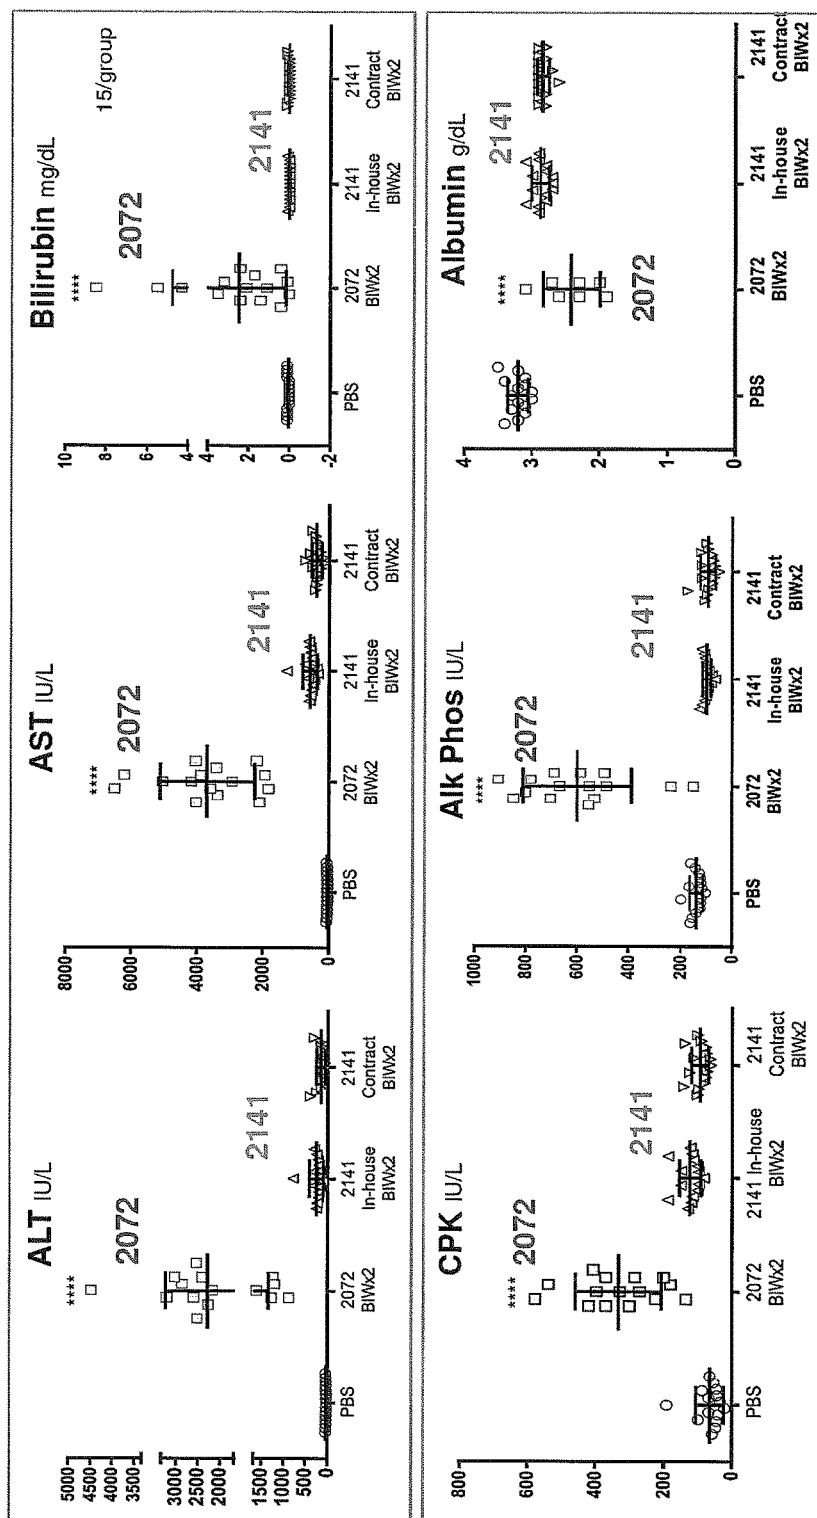 ALT IU/L
5000
4500
4000
3500
3000
2500
2000
1500
1000
500
0
****
2072
2141
PBS
2072
BIWx2
2141
In-house
BIWx2
2141
Contract
BIWx2
AST IU/L
8000
6000
4000
2000
0
****
2072
2141
PBS
2072
BIWx2
2141
In-house
BIWx2
2141
Contract
BIWx2
Bilirubin mg/dL
15/group
10
8
6
4
4
2
0
-2
****
2072
2141
PBS
2072
BIWx2
2141
In-house
BIWx2
2141
Contract
BIWx2
CPK IU/L
800
600
400
200
0
****
2072
2141
PBS
2072
BIWx2
2141 In-house
BIWx2
2141
Contract
BIWx2
Alk Phos IU/L
1000
800
600
400
200
0
****
2072
2141
PBS
2072
BIWx2
2141
In-house
BIWx2
2141
Contract
BIWx2
Albumin g/dL
4
3
2
1
0
****
2072
2141
PBS
2072
BIWx2
2141
In-house
BIWx2
2141
Contract
BIWx2